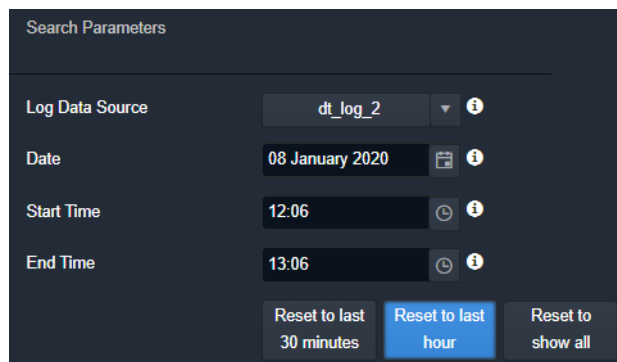 Search Parameters
Log Data Source
dt_log_2
Date
08 January 2020
Start Time
12:06
End Time
13:06
Reset to last
30 minutes
Reset to last
hour
Reset to
show all